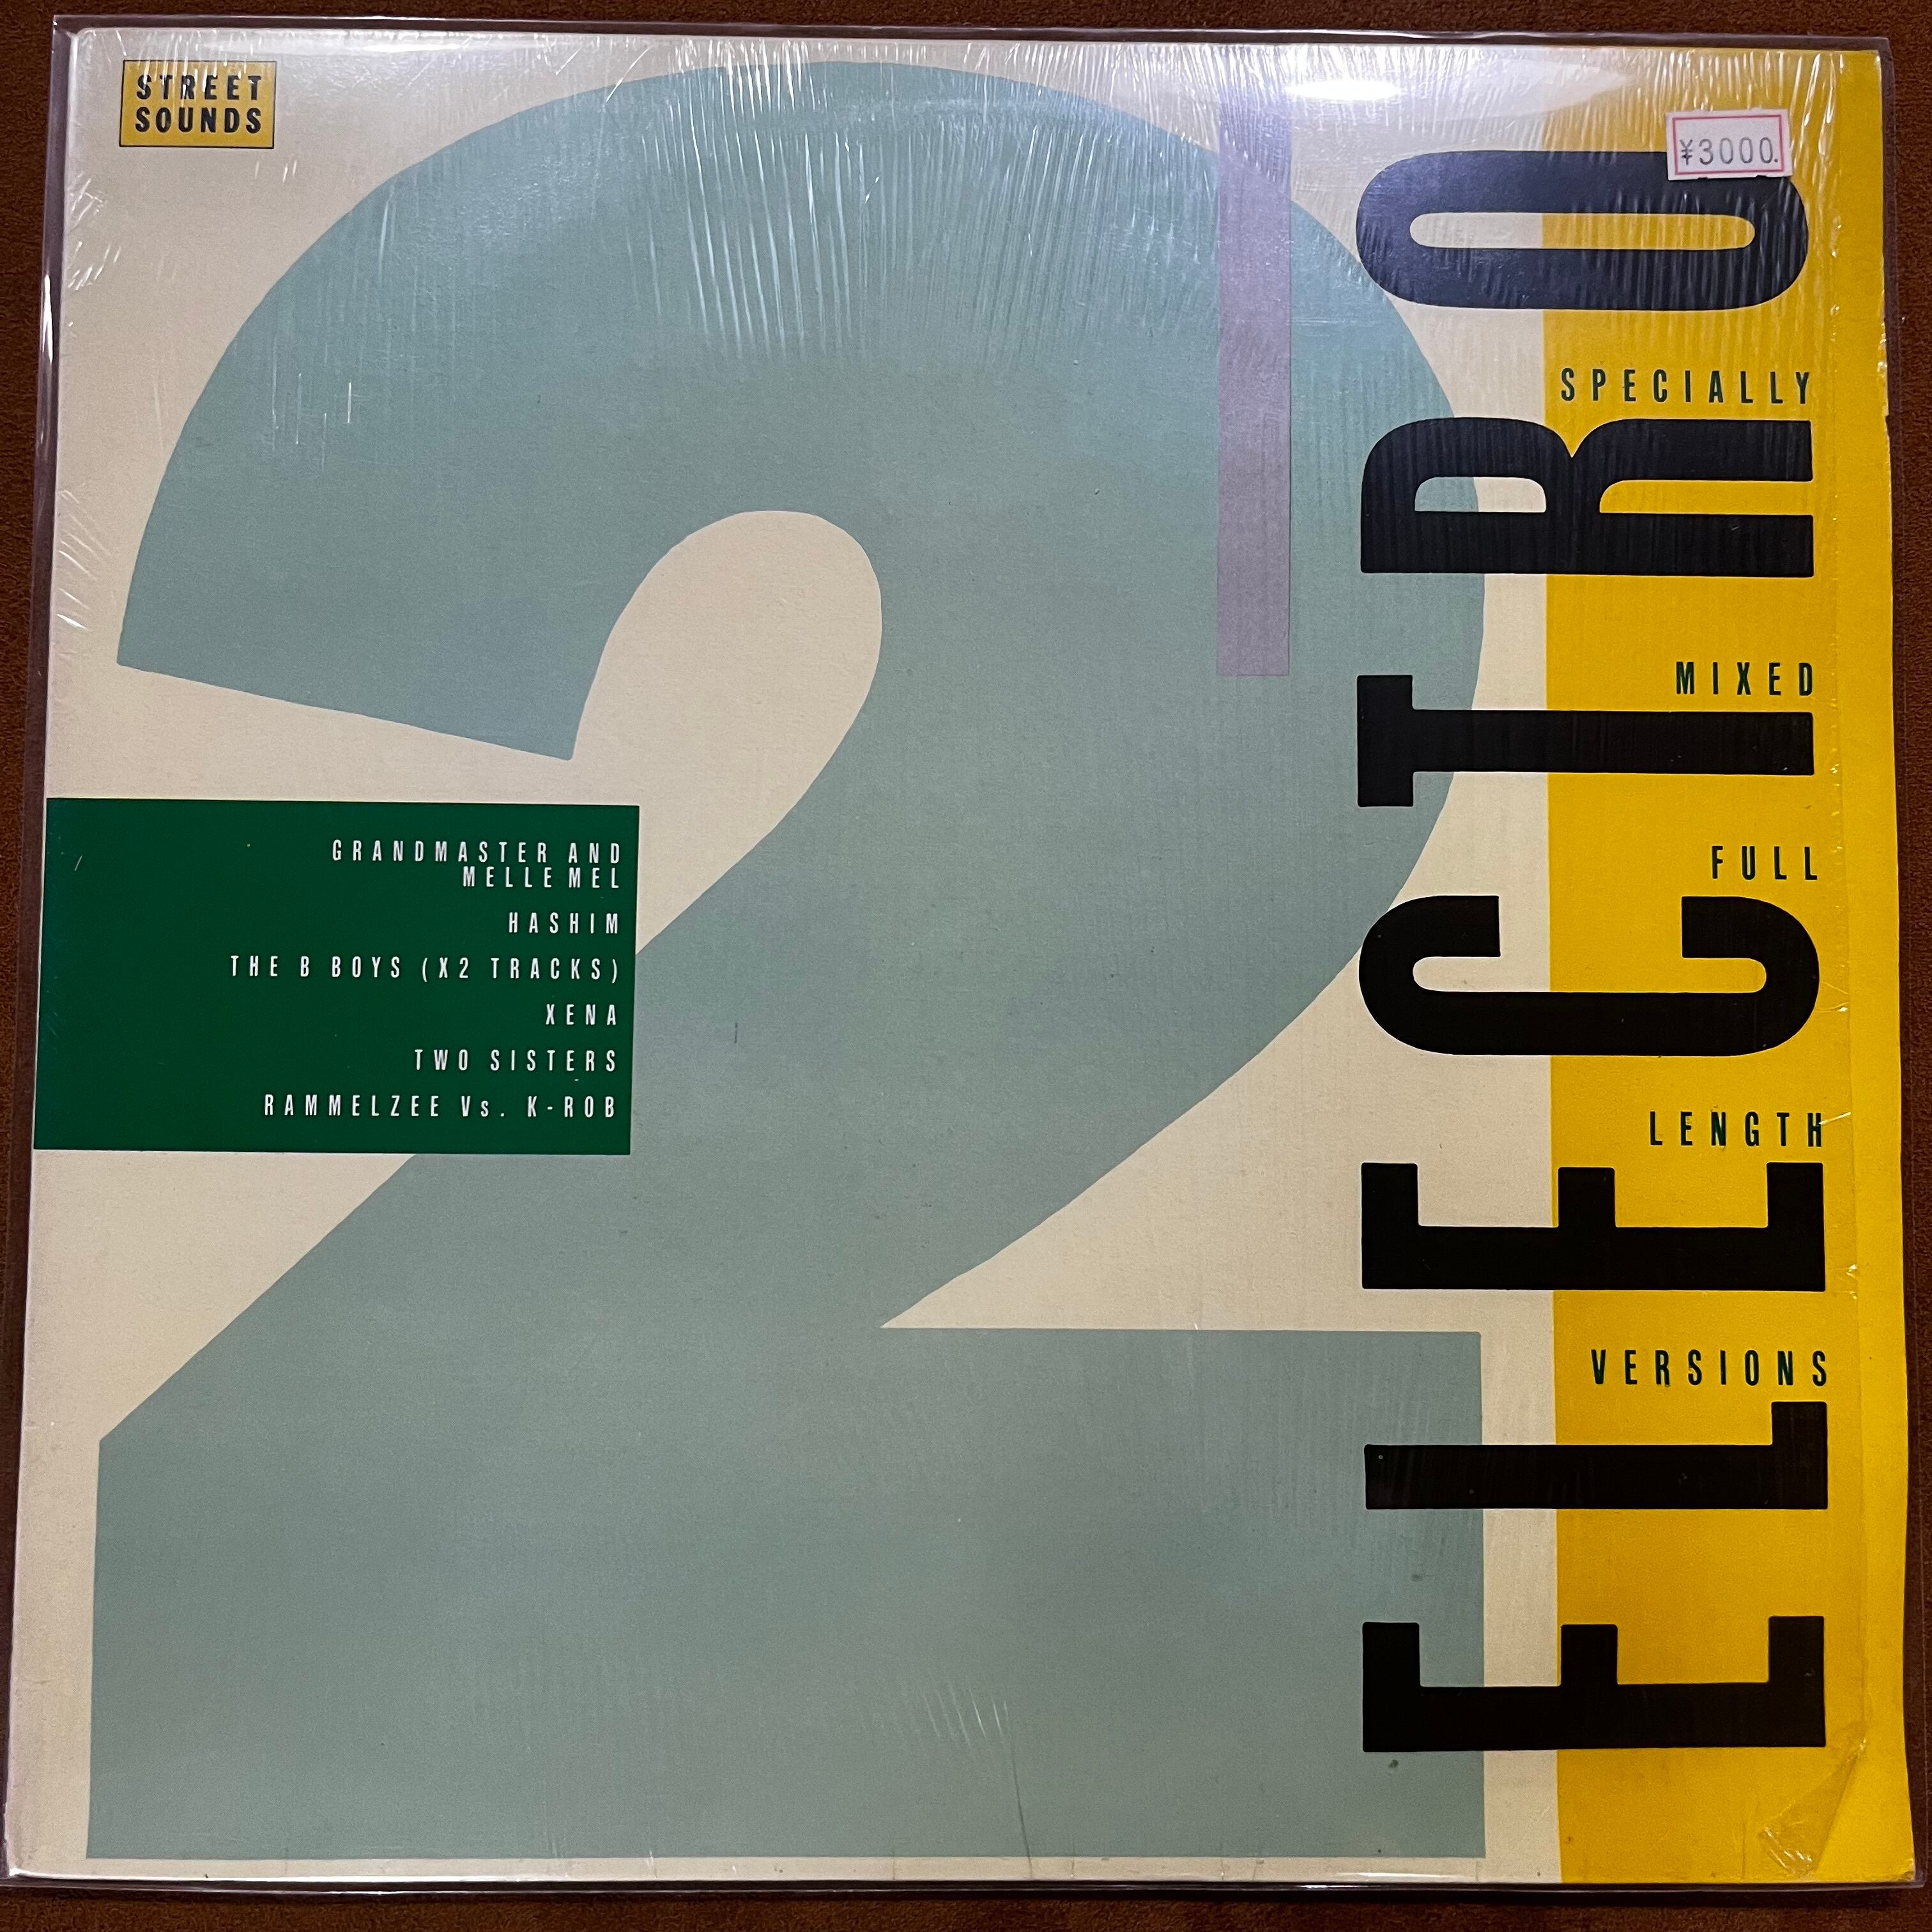 STREET
SOUNDS
¥3000.
2
ELECTRO
SPECIALLY
MIXED
FULL
LENGTH
VERSIONS
GRANDMASTER AND
MELLE MEL
HASHIM
THE B BOYS (X2 TRACKS)
XENA
TWO SISTERS
RAMMELZEE Vs. K-ROB